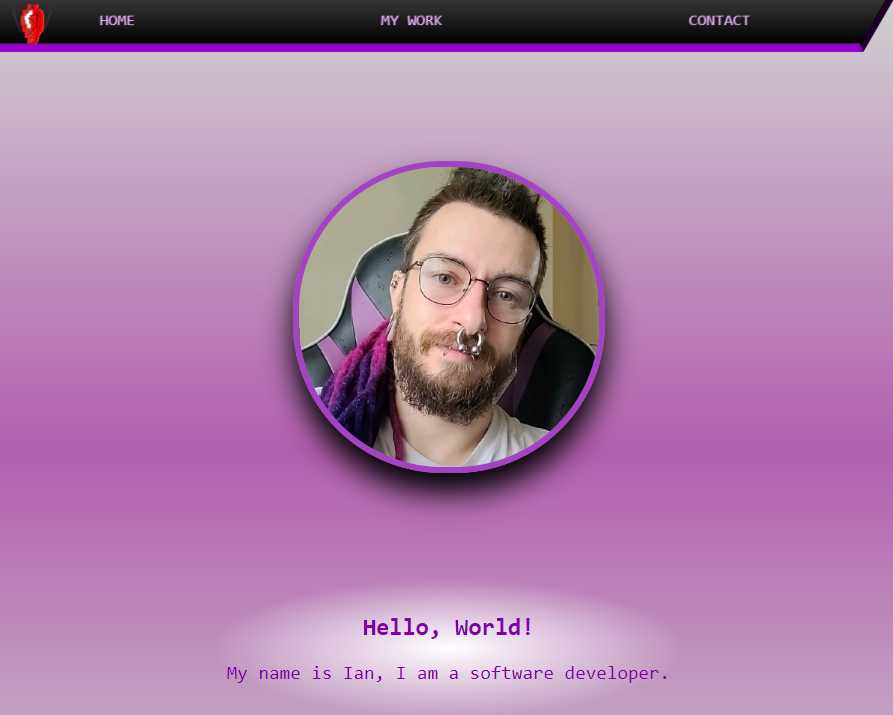 HOME
MY WORK
CONTACT
Hello, World!
My name is Ian, I am a software developer.